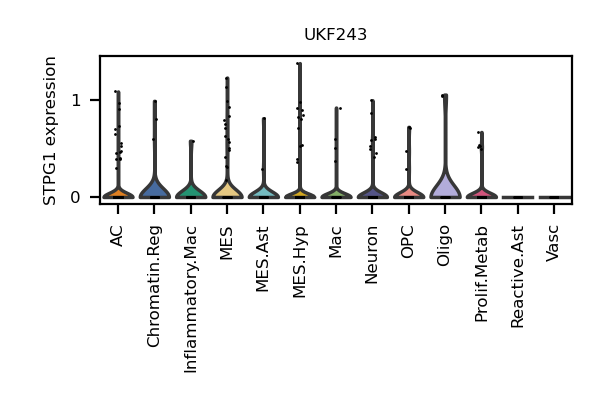 UKF243
STPG1 expression
1
0
AC
Chromatin.Reg
Inflammatory.Mac
MES
MES.Ast
MES.Hyp
Mac
Neuron
OPC
Oligo
Prolif.Metab
Reactive.Ast
Vasc